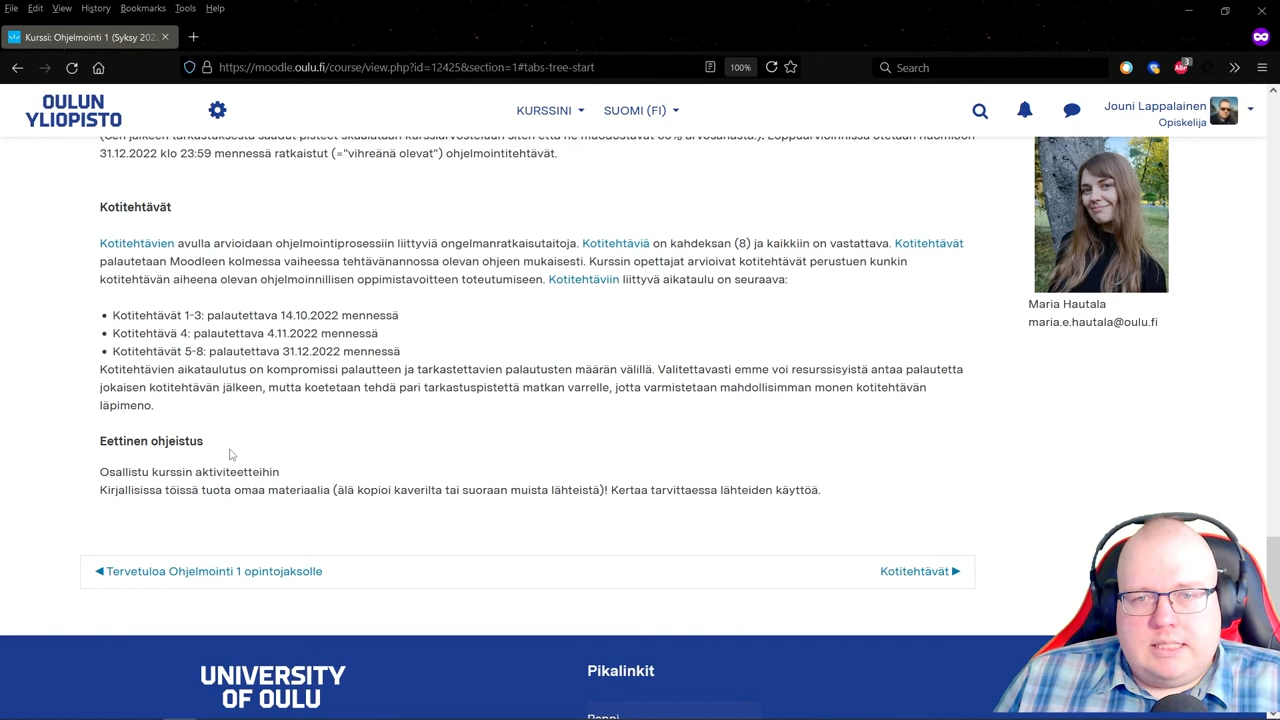 File Edit View History Bookmarks Tools Help
Kurssi: Ohjelmointi 1 (Syksy 202
https://moodle.oulu.fi/course/view.php?id=12425&section=1#tabs-tree-start
100%
Search
3
OULUN
YLIOPISTO
KURSSINI
SUOMI (FI)
Jouni Lappalainen
Opiskelija
31.12.2022 klo 23:59 mennessä ratkaistut (="vihreänä olevat") ohjelmointitehtävät.
Kotitehtävät
Kotitehtävien avulla arvioidaan ohjelmointiprosessiin liittyviä ongelmanratkaisutaitoja. Kotitehtäviä on kahdeksan (8) ja kaikkiin on vastattava. Kotitehtävät
palautetaan Moodleen kolmessa vaiheessa tehtävänannossa olevan ohjeen mukaisesti. Kurssin opettajat arvioivat kotitehtävät perustuen kunkin
kotitehtävän aiheena olevan ohjelmoinnillisen oppimistavoitteen toteutumiseen. Kotitehtäviin liittyvä aikataulu on seuraava:
• Kotitehtävät 1-3: palautettava 14.10.2022 mennessä
• Kotitehtävä 4: palautettava 4.11.2022 mennessä
• Kotitehtävät 5-8: palautettava 31.12.2022 mennessä
Kotitehtävien aikataulutus on kompromissi palautteen ja tarkastettavien palautusten määrän välillä. Valitettavasti emme voi resurssisyistä antaa palautetta
jokaisen kotitehtävän jälkeen, mutta koetetaan tehdä pari tarkastuspistettä matkan varrelle, jotta varmistetaan mahdollisimman monen kotitehtävän
läpimeno.
Eettinen ohjeistus
Osallistu kurssin aktiviteetteihin
Kirjallisissa töissä tuota omaa materiaalia (älä kopioi kaverilta tai suoraan muista lähteistä)! Kertaa tarvittaessa lähteiden käyttöä.
Maria Hautala
maria.e.hautala@oulu.fi
◀ Tervetuloa Ohjelmointi 1 opintojaksolle
Kotitehtävät ▶
UNIVERSITY
OF OULU
Pikalinkit